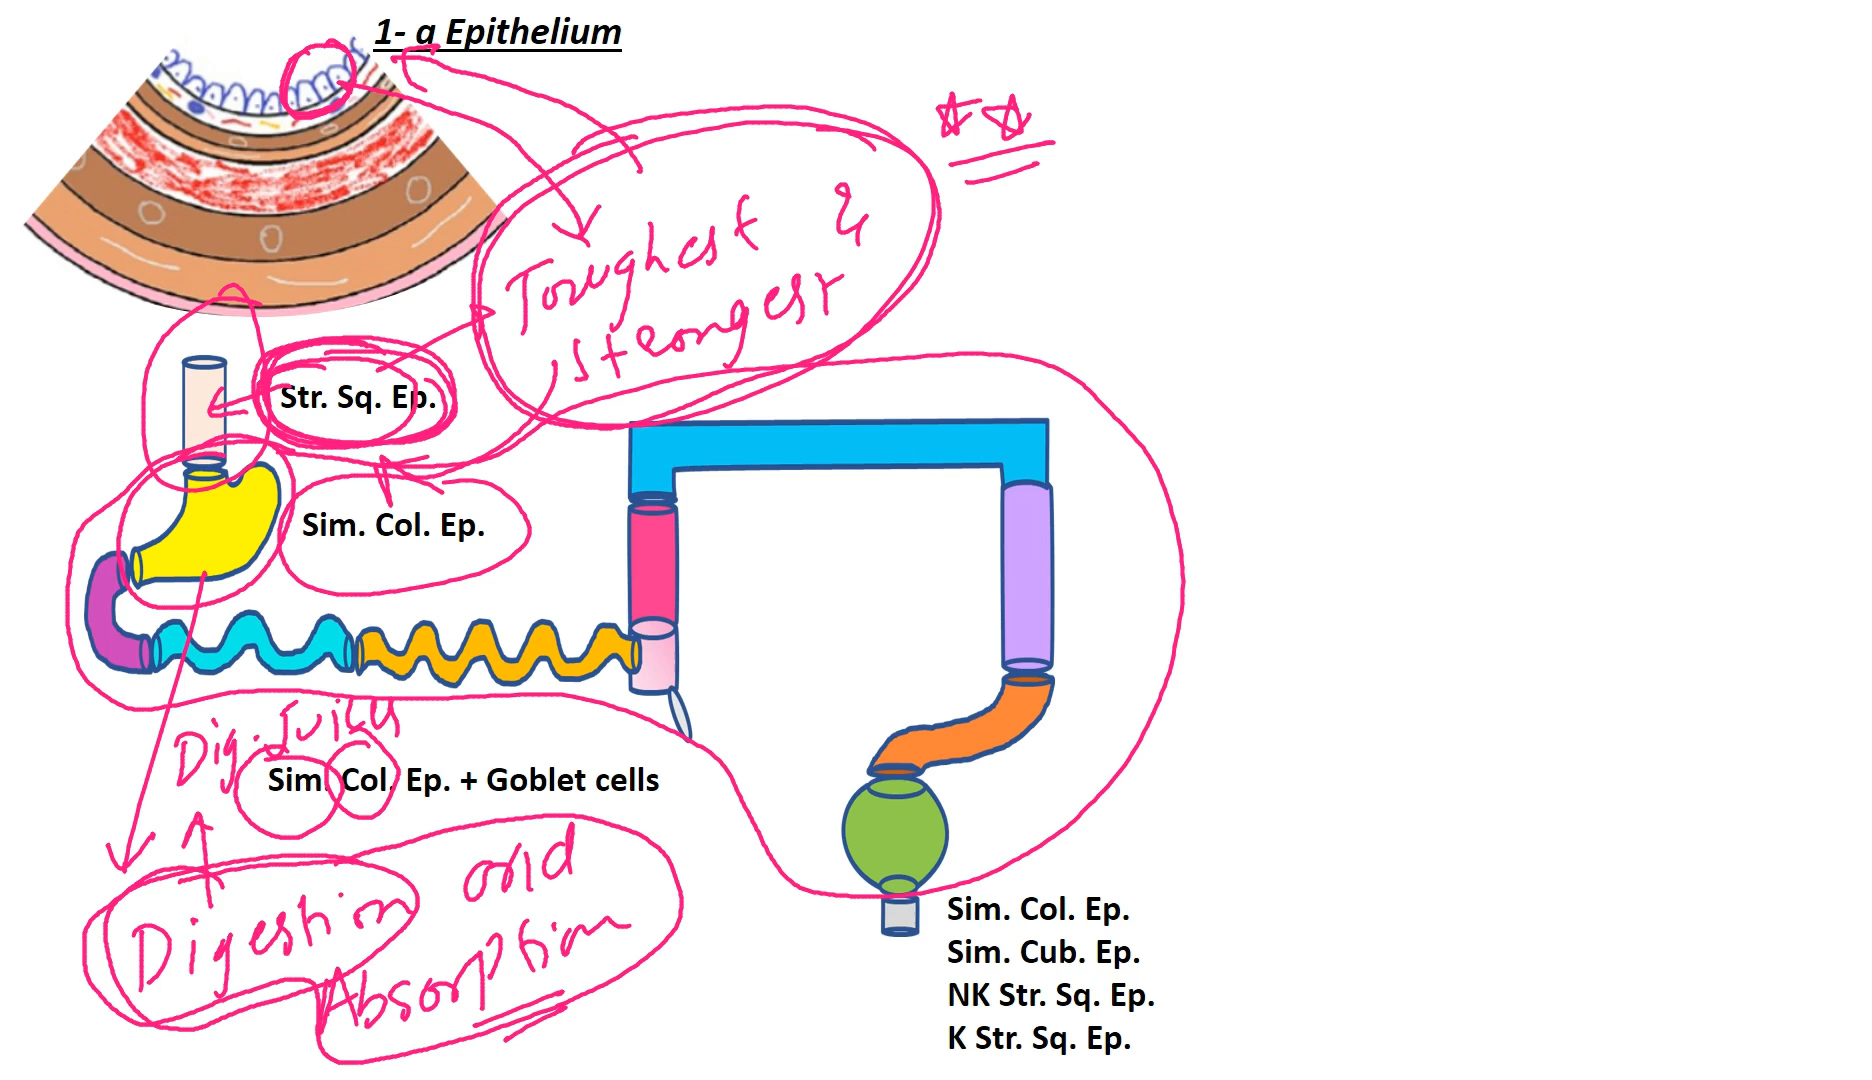 1- a Epithelium
Toughest &
strongest
Str. Sq. Ep.
Sim. Col. Ep.
Dig. Juices
Sim. Col. Ep. + Goblet cells
Digestion and
Absorption
Sim. Col. Ep.
Sim. Cub. Ep.
NK Str. Sq. Ep.
K Str. Sq. Ep.